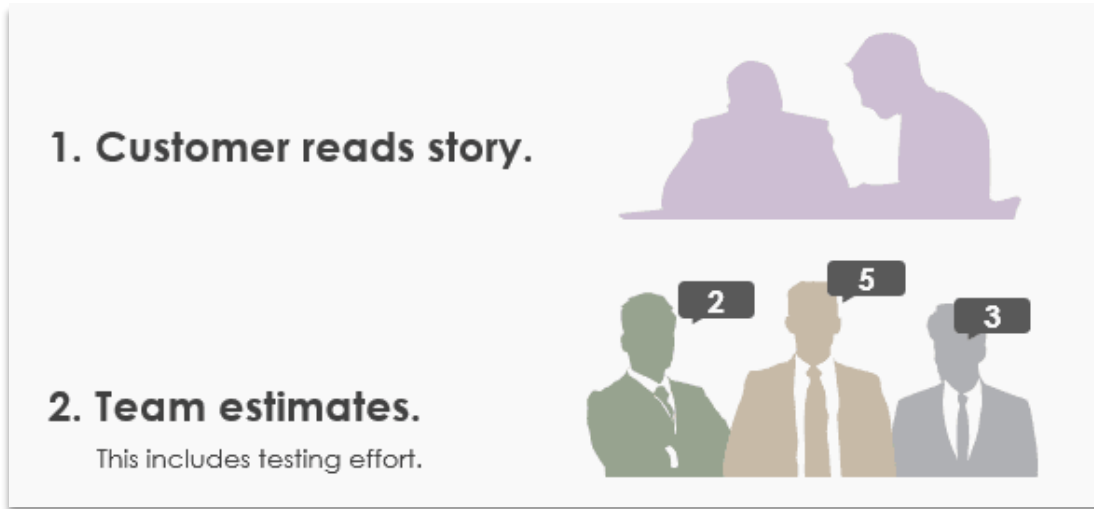 1. Customer reads story.
2
5
3
2. Team estimates.
This includes testing effort.